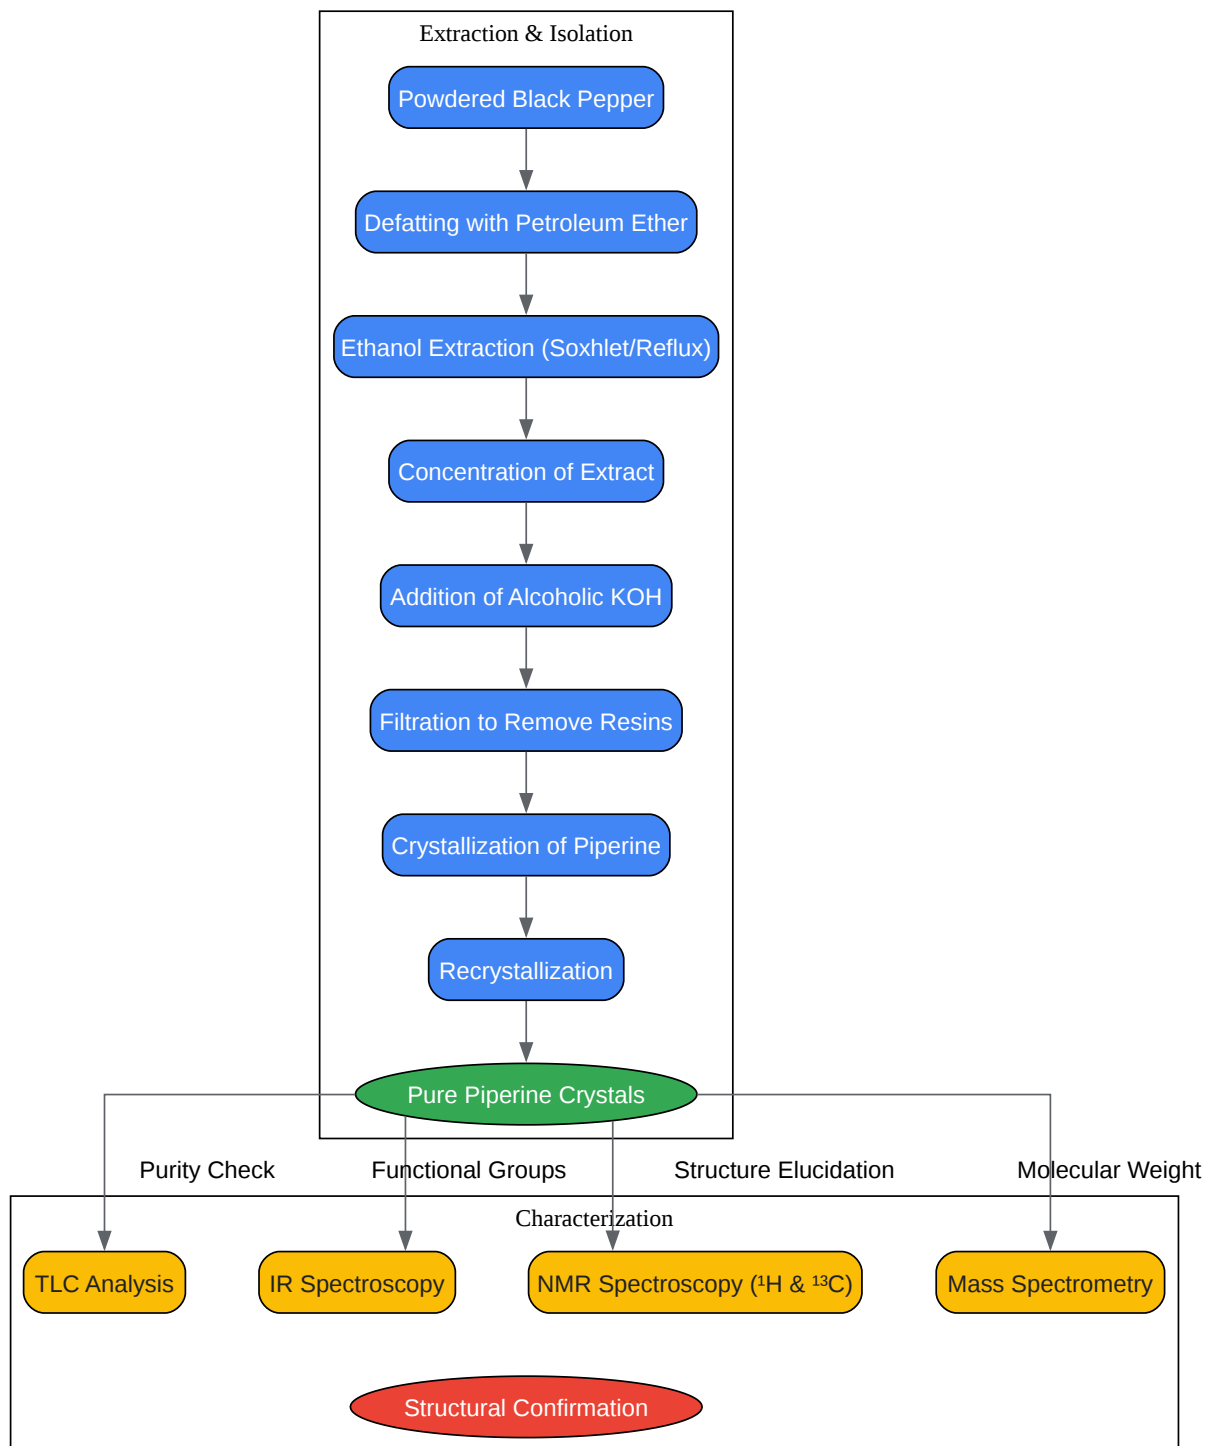 Extraction & Isolation
Powdered Black Pepper
Defatting with Petroleum Ether
Ethanol Extraction (Soxhlet/Reflux)
Concentration of Extract
Addition of Alcoholic KOH
Filtration to Remove Resins
Crystallization of Piperine
Recrystallization
Pure Piperine Crystals
Purity Check
Functional Groups
Structure Elucidation
Molecular Weight
Characterization
TLC Analysis
IR Spectroscopy
NMR Spectroscopy (¹H & ¹³C)
Mass Spectrometry
Structural Confirmation